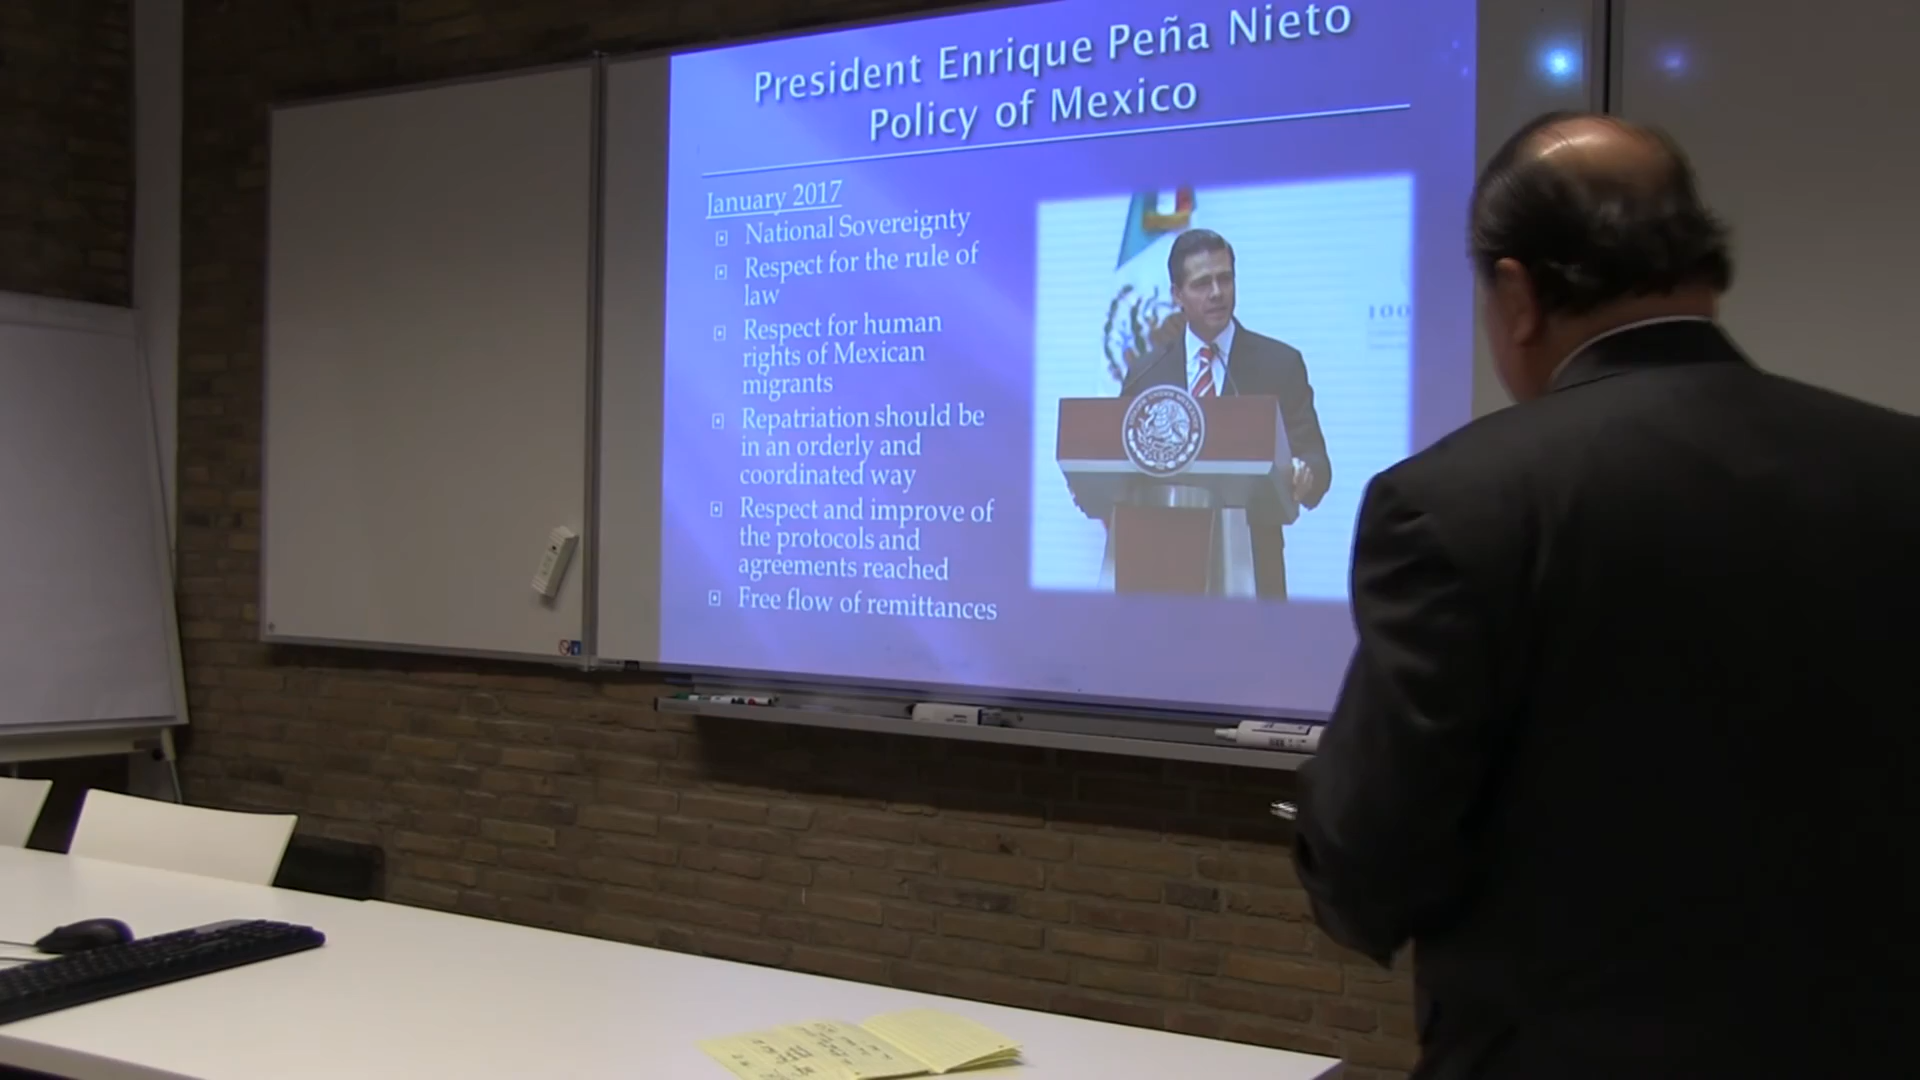 President Enrique Peña Nieto
Policy of Mexico
January 2017
National Sovereignty
Respect for the rule of
law
Respect for human
rights of Mexican
migrants
Repatriation should be
in an orderly and
coordinated way
Respect and improve of
the protocols and
agreements reached
Free flow of remittances
100